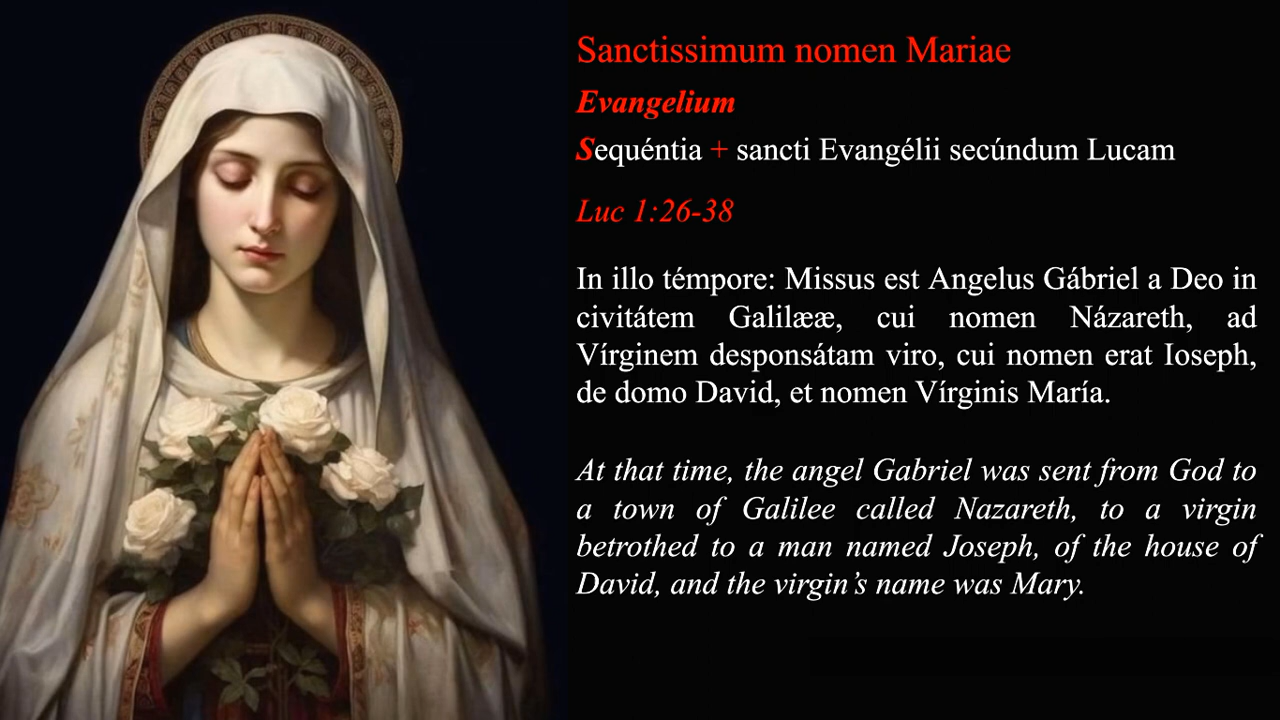 Sanctissimum nomen Mariae
Evangelium
Sequéntia + sancti Evangélii secúndum Lucam
Luc 1:26-38
In illo témpore: Missus est Angelus Gábriel a Deo in
civitátem Galilææ, cui nomen Názareth, ad
Vírginem desponsátam viro, cui nomen erat Ioseph,
de domo David, et nomen Vírginis María.
At that time, the angel Gabriel was sent from God to
a town of Galilee called Nazareth, to a virgin
betrothed to a man named Joseph, of the house of
David, and the virgin’s name was Mary.